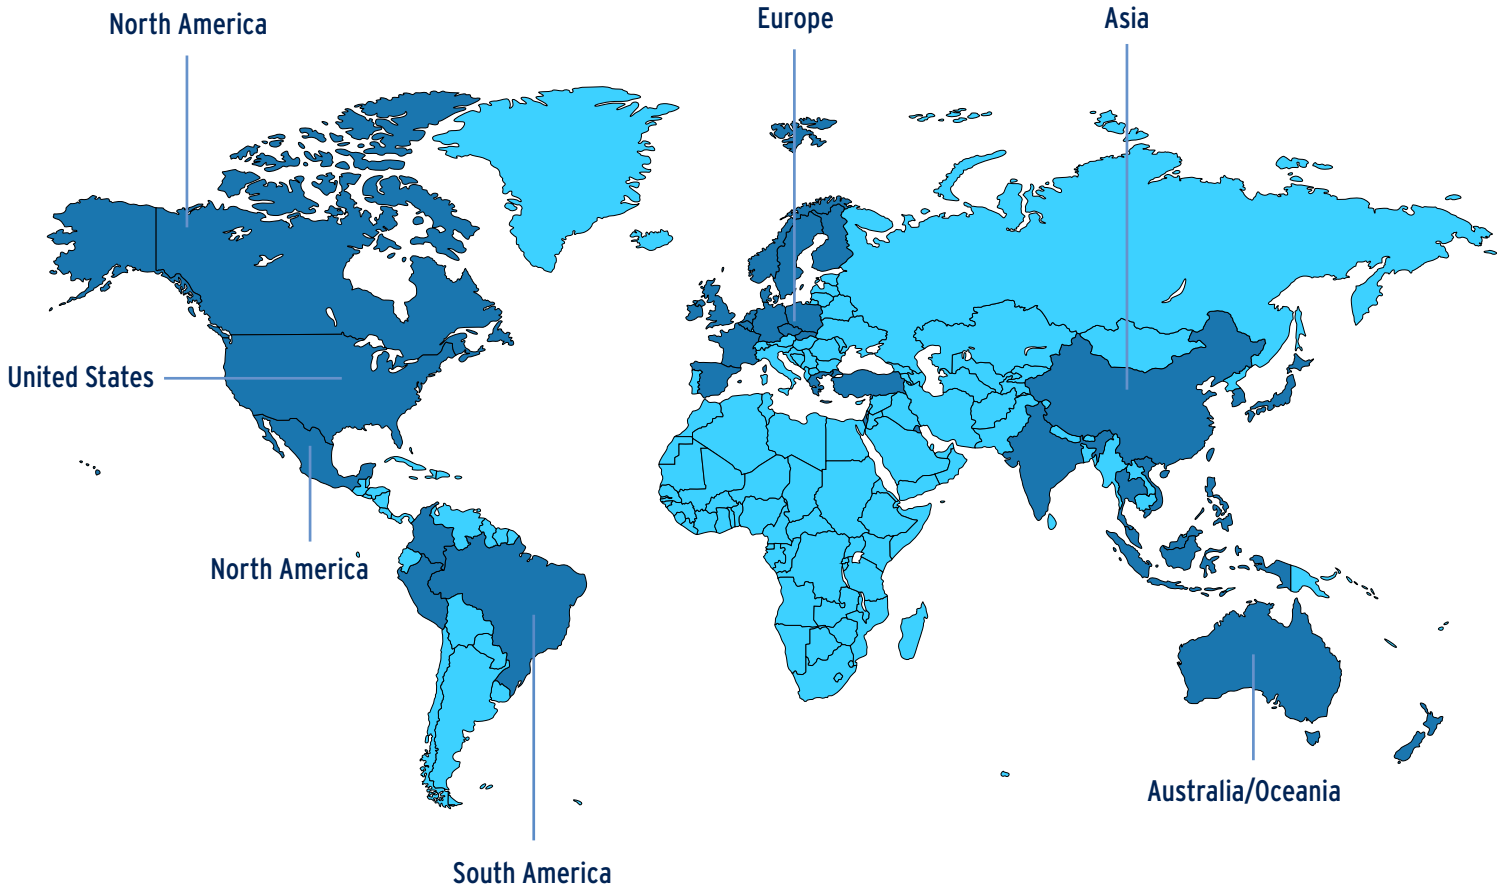 North America
Europe
Asia
United States
North America
Australia/Oceania
South America